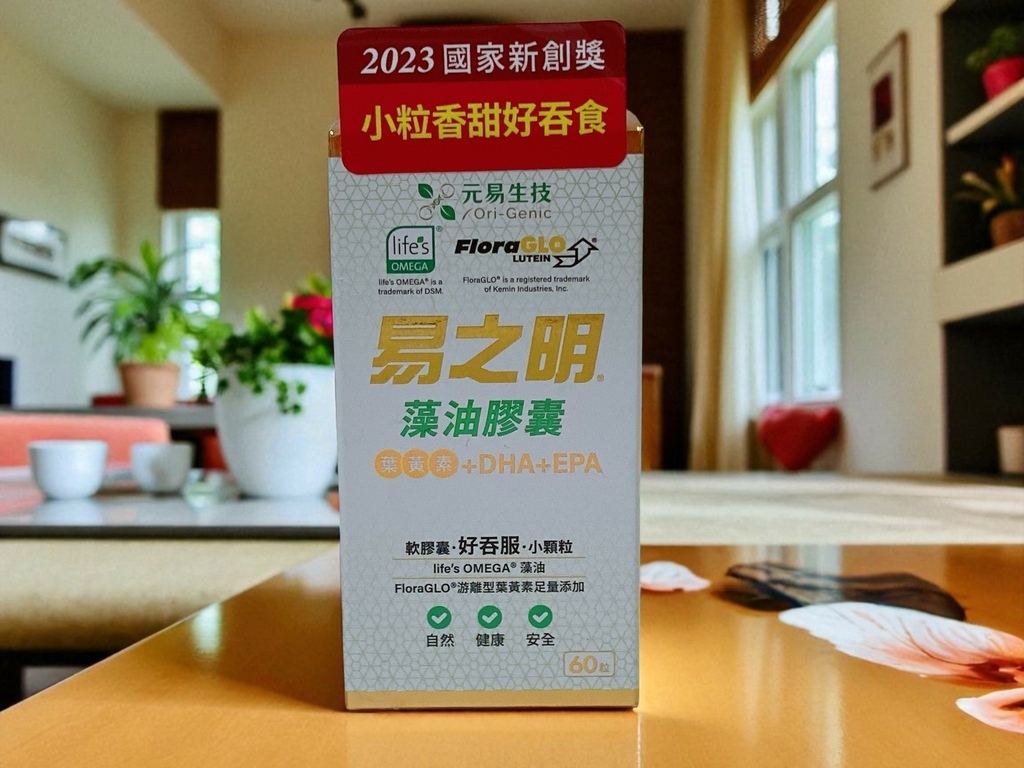 2023 國家新創獎
小粒香甜好吞食
元易生技
Ori-Genic
life's
OMEGA
life's OMEGA® is a
trademark of DSM.
FloraGLO®
LUTEIN
FloraGLO® is a registered trademark
of Kemin Industries, Inc.
易之明®
藻油膠囊
葉黃素+DHA+EPA
軟膠囊·好吞服·小顆粒
life's OMEGA® 藻油
FloraGLO®游離型葉黃素足量添加
自然 健康 安全
60粒